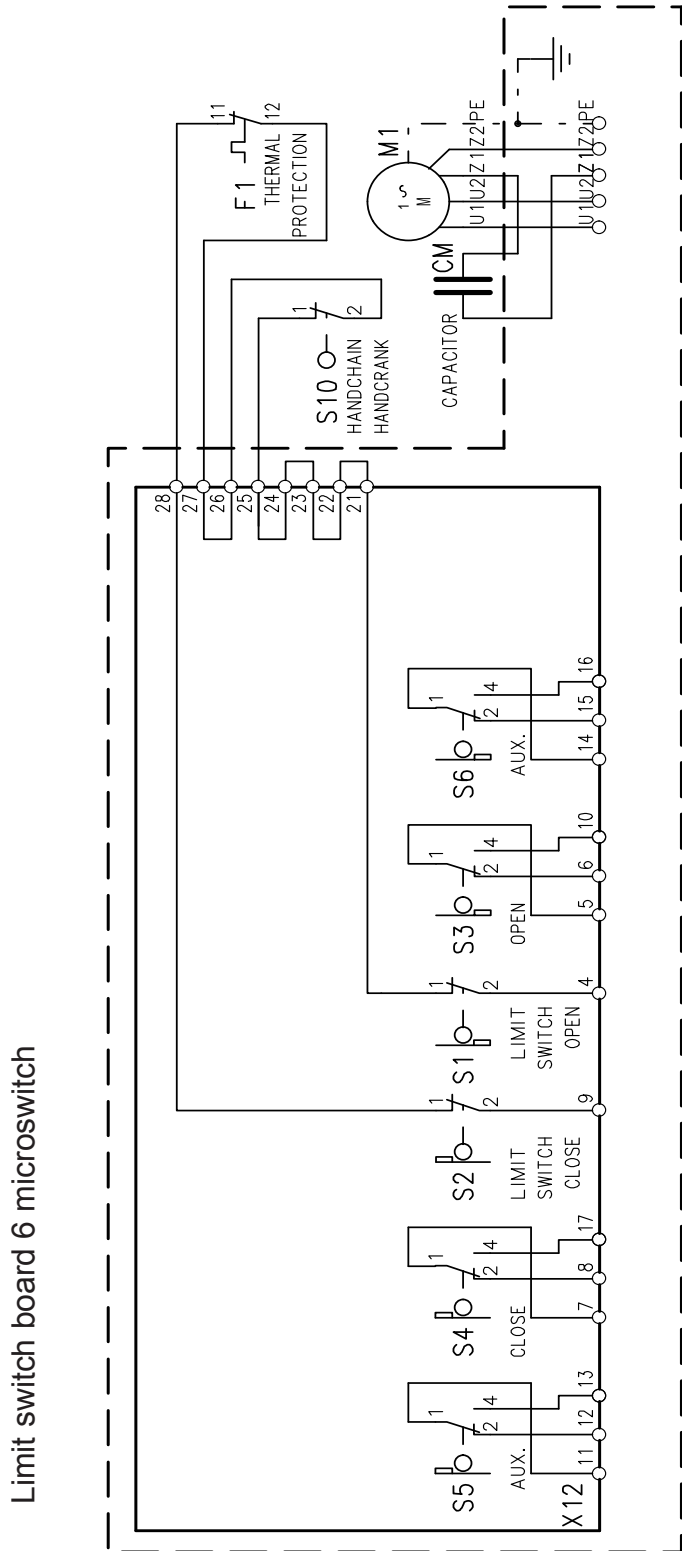 Limit switch board 6 microswitch
F1
THERMAL
PROTECTION
11
12
S10
HANDCHAIN
HANDCRANK
1
2
CM
CAPACITOR
M1
1 ~
M
U1 U2 Z1 Z2 PE
U1 U2 Z1 Z2 PE
28
27
26
25
24
23
22
21
S5
AUX.
1
2
4
S4
CLOSE
1
2
4
S2
LIMIT
SWITCH
CLOSE
1
2
S1
LIMIT
SWITCH
OPEN
1
2
S3
OPEN
1
2
4
S6
AUX.
1
2
4
X12
11 12 13 7 8 17 9 4 5 6 10 14 15 16